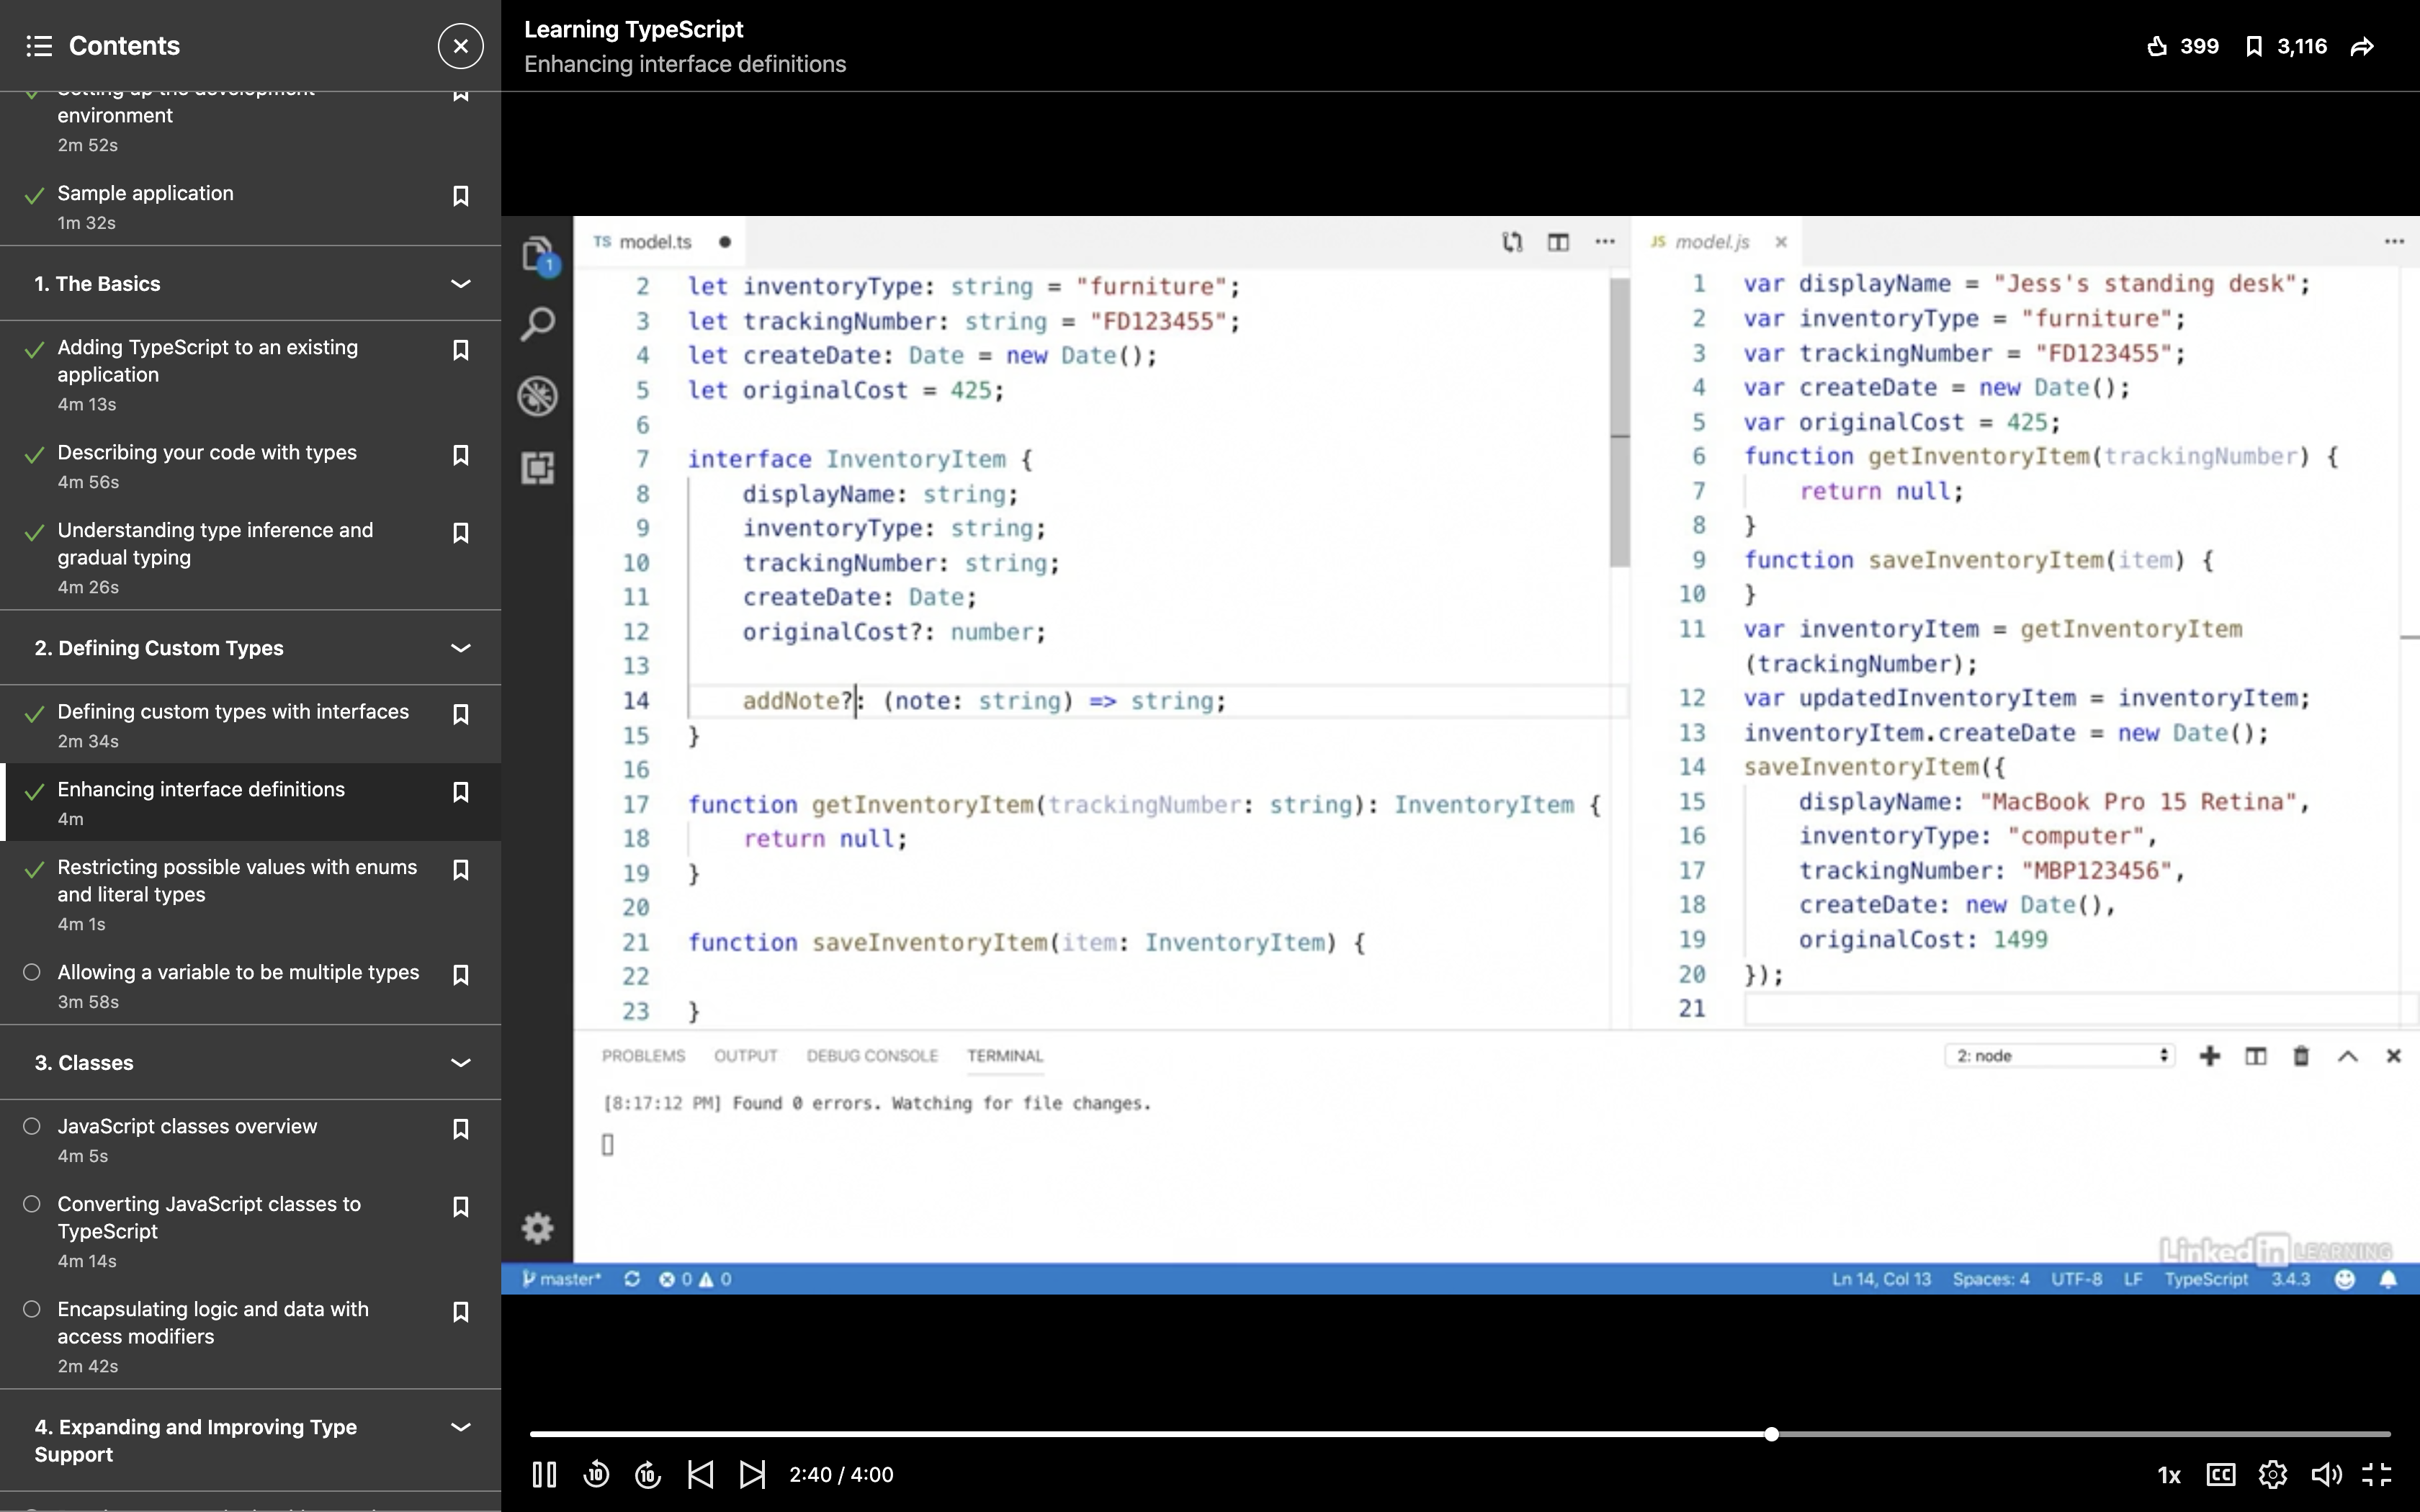 Contents
Setting up the development
environment
2m 52s
Sample application
1m 32s
1. The Basics
Adding TypeScript to an existing
application
4m 13s
Describing your code with types
4m 56s
Understanding type inference and
gradual typing
4m 26s
2. Defining Custom Types
Defining custom types with interfaces
2m 34s
Enhancing interface definitions
4m
Restricting possible values with enums
and literal types
4m 1s
Allowing a variable to be multiple types
3m 58s
3. Classes
JavaScript classes overview
4m 5s
Converting JavaScript classes to
TypeScript
4m 14s
Encapsulating logic and data with
access modifiers
2m 42s
4. Expanding and Improving Type
Support
Learning TypeScript
Enhancing interface definitions
399 3,116
1
TS model.ts
2 let inventoryType: string = "furniture";
3 let trackingNumber: string = "FD123455";
4 let createDate: Date = new Date();
5 let originalCost = 425;
6
7 interface InventoryItem {
8 displayName: string;
9 inventoryType: string;
10 trackingNumber: string;
11 createDate: Date;
12 originalCost?: number;
13
14 addNote?: (note: string) => string;
15 }
16
17 function getInventoryItem(trackingNumber: string): InventoryItem {
18 return null;
19 }
20
21 function saveInventoryItem(item: InventoryItem) {
22
23 }
JS model.js
1 var displayName = "Jess's standing desk";
2 var inventoryType = "furniture";
3 var trackingNumber = "FD123455";
4 var createDate = new Date();
5 var originalCost = 425;
6 function getInventoryItem(trackingNumber) {
7 return null;
8 }
9 function saveInventoryItem(item) {
10 }
11 var inventoryItem = getInventoryItem
(trackingNumber);
12 var updatedInventoryItem = inventoryItem;
13 inventoryItem.createDate = new Date();
14 saveInventoryItem({
15 displayName: "MacBook Pro 15 Retina",
16 inventoryType: "computer",
17 trackingNumber: "MBP123456",
18 createDate: new Date(),
19 originalCost: 1499
20 });
21
PROBLEMS OUTPUT DEBUG CONSOLE TERMINAL 2: node
[8:17:12 PM] Found 0 errors. Watching for file changes.
LinkedIn LEARNING
master* 0 0 Ln 14, Col 13 Spaces: 4 UTF-8 LF TypeScript 3.4.3
10 10 2:40 / 4:00 1x CC